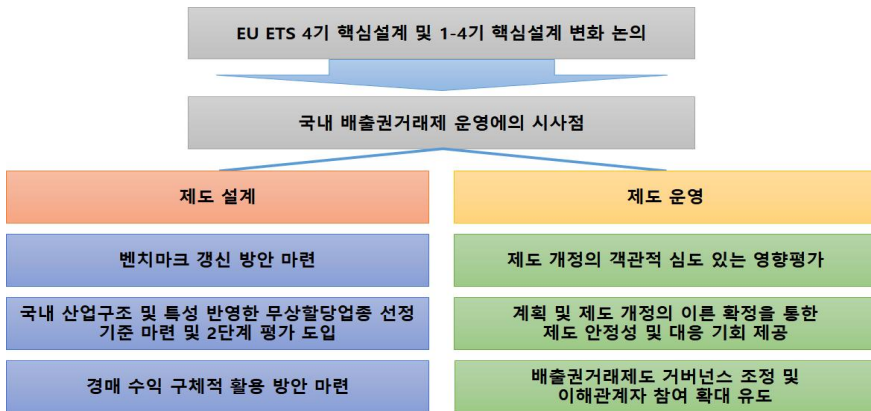 EU ETS 4기 핵심설계 및 1-4기 핵심설계 변화 논의
국내 배출권거래제 운영에의 시사점
제도 설계
벤치마크 갱신 방안 마련
국내 산업구조 및 특성 반영한 무상할당업종 선정
기준 마련 및 2단계 평가 도입
경매 수익 구체적 활용 방안 마련
제도 운영
제도 개정의 객관적 심도 있는 영향평가
계획 및 제도 개정의 이른 확정을 통한
제도 안정성 및 대응 기회 제공
배출권거래제도 거버넌스 조정 및
이해관계자 참여 확대 유도